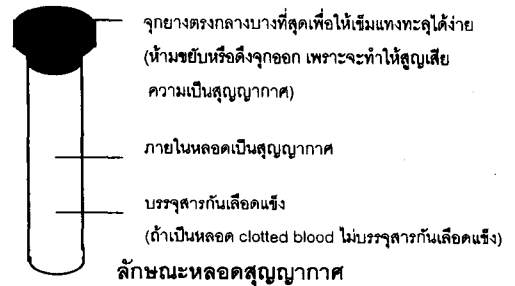 จุกยางตรงกลางบางที่สุดเพื่อให้เข็มแทงทะลุได้ง่าย
(ห้ามขยับหรือดึงจุกออก เพราะจะทำให้สูญเสีย
ความเป็นสุญญากาศ)
ภายในหลอดเป็นสุญญากาศ
บรรจุสารกันเลือดแข็ง
(ถ้าเป็นหลอด clotted blood ไม่บรรจุสารกันเลือดแข็ง)
ลักษณะหลอดสุญญากาศ